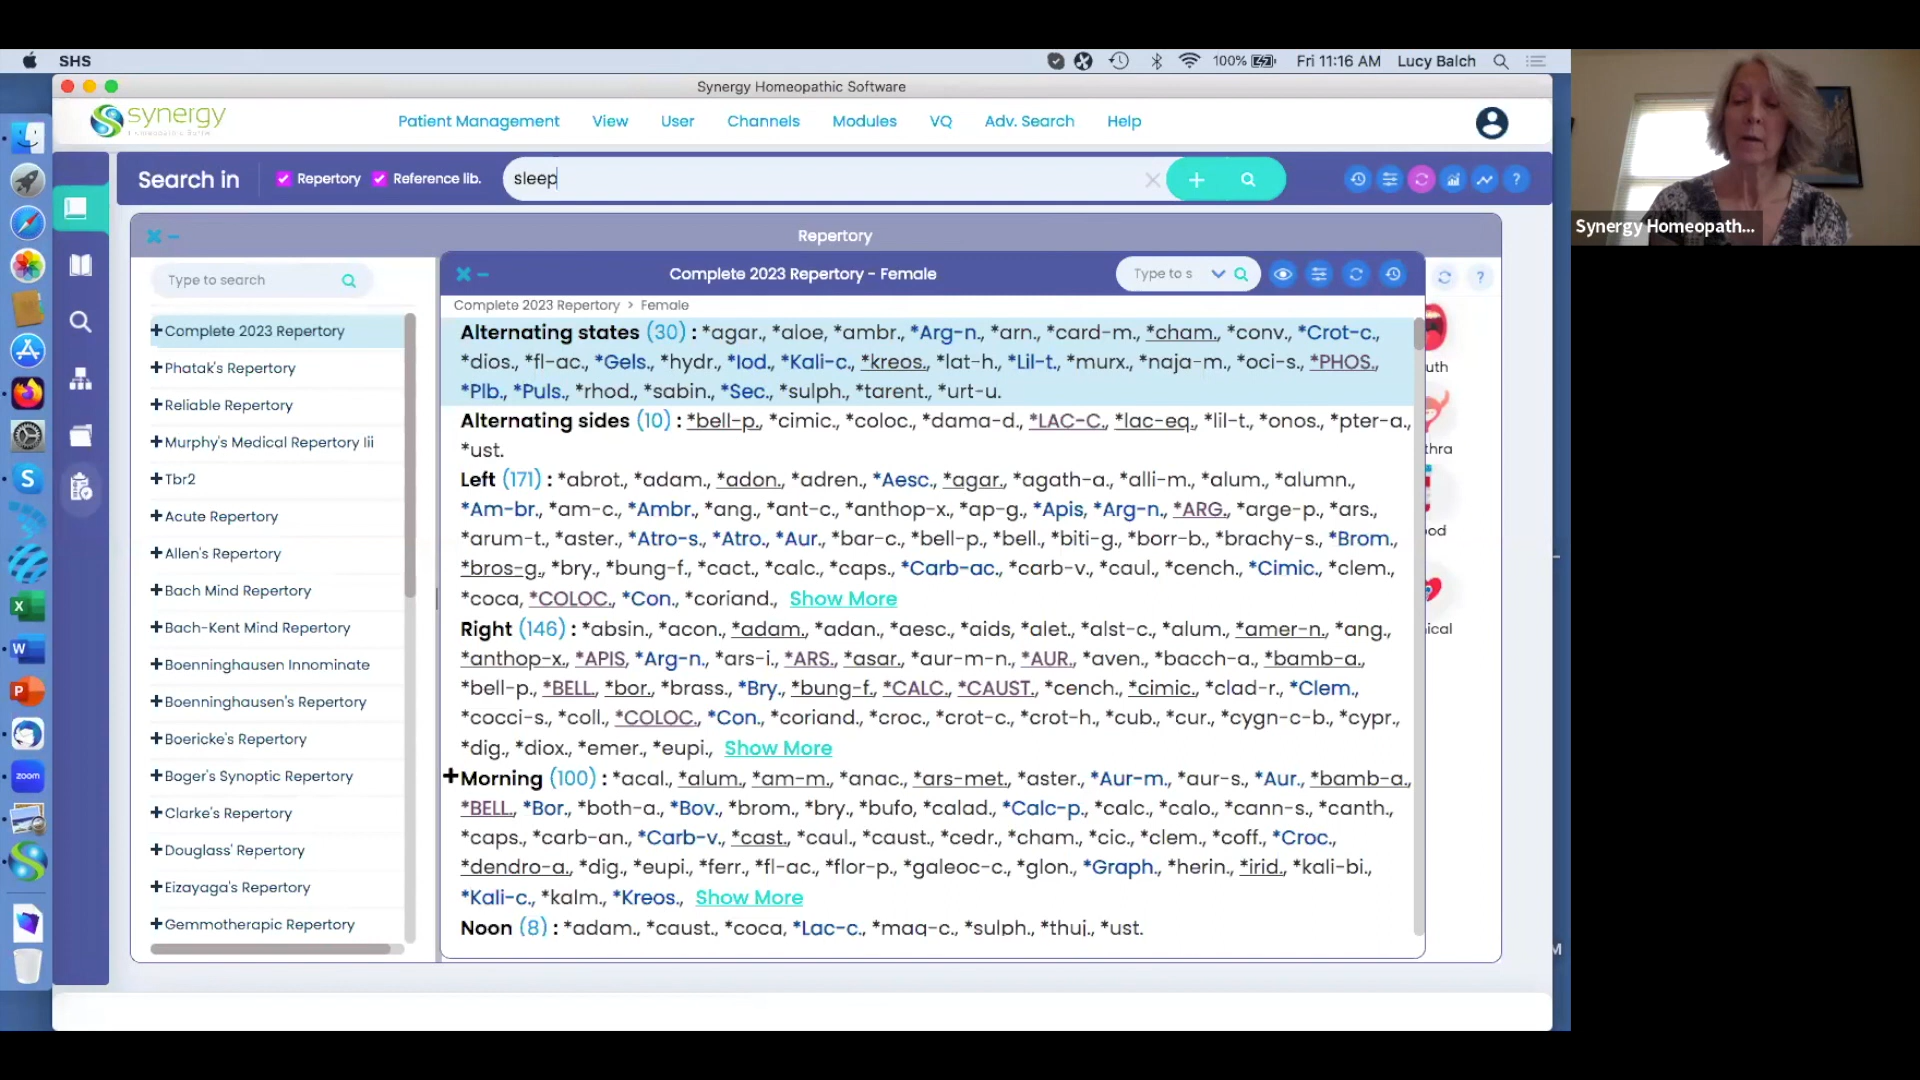 SHS
100%
Fri 11:16 AM
Lucy Balch
Synergy Homeopathic Software
synergy
Patient Management
View
User
Channels
Modules
VQ
Adv. Search
Help
Search in
Repertory
Reference lib.
sleep
Synergy Homeopath...
Repertory
Type to search
Complete 2023 Repertory
Phatak's Repertory
Reliable Repertory
Murphy's Medical Repertory Iii
Tbr2
Acute Repertory
Allen's Repertory
Bach Mind Repertory
Bach-Kent Mind Repertory
Boenninghausen Innominate
Boenninghausen's Repertory
Boericke's Repertory
Boger's Synoptic Repertory
Clarke's Repertory
Douglass' Repertory
Eizayaga's Repertory
Gemmotherapic Repertory
Complete 2023 Repertory - Female
Type to s
Complete 2023 Repertory > Female
Alternating states (30) : *agar., *aloe, *ambr., *Arg-n., *arn., *card-m., *cham., *conv., *Crot-c.,
*dios., *fl-ac., *Gels., *hydr., *Iod., *Kali-c., *kreos., *lat-h., *Lil-t., *murx., *naja-m., *oci-s., *PHOS.,
*Plb., *Puls., *rhod., *sabin., *Sec., *sulph., *tarent., *urt-u.
Alternating sides (10) : *bell-p., *cimic., *coloc., *dama-d., *LAC-C., *lac-eq., *lil-t., *onos., *pter-a.,
*ust.
Left (171) : *abrot., *adam., *adon., *adren., *Aesc., *agar., *agath-a., *alli-m., *alum., *alumn.,
*Am-br., *am-c., *Ambr., *ang., *ant-c., *anthop-x., *ap-g., *Apis, *Arg-n., *ARG., *arge-p., *ars.,
*arum-t., *aster., *Atro-s., *Atro., *Aur., *bar-c., *bell-p., *bell., *biti-g., *borr-b., *brachy-s., *Brom.,
*bros-g., *bry., *bung-f., *cact., *calc., *caps., *Carb-ac., *carb-v., *caul., *cench., *Cimic., *clem.,
*coca, *COLOC., *Con., *coriand., Show More
Right (146) : *absin., *acon., *adam., *adan., *aesc., *aids, *alet., *alst-c., *alum., *amer-n., *ang.,
*anthop-x., *APIS, *Arg-n., *ars-i., *ARS., *asar., *aur-m-n., *AUR., *aven., *bacch-a., *bamb-a.,
*bell-p., *BELL., *bor., *brass., *Bry., *bung-f., *CALC., *CAUST., *cench., *cimic., *clad-r., *Clem.,
*cocci-s., *coll., *COLOC., *Con., *coriand., *croc., *crot-c., *crot-h., *cub., *cur., *cygn-c-b., *cypr.,
*dig., *diox., *emer., *eupi., Show More
Morning (100) : *acal., *alum., *am-m., *anac., *ars-met., *aster., *Aur-m., *aur-s., *Aur., *bamb-a.,
*BELL., *Bor., *both-a., *Bov., *brom., *bry., *bufo, *calad., *Calc-p., *calc., *calo., *cann-s., *canth.,
*caps., *carb-an., *Carb-v., *cast., *caul., *caust., *cedr., *cham., *cic., *clem., *coff., *Croc.,
*dendro-a., *dig., *eupi., *ferr., *fl-ac., *flor-p., *galeoc-c., *glon., *Graph., *herin., *irid., *kali-bi.,
*Kali-c., *kalm., *Kreos., Show More
Noon (8) : *adam., *caust., *coca, *Lac-c., *mag-c., *sulph., *thuj., *ust.
uth
thra
od
ical
zoom
M